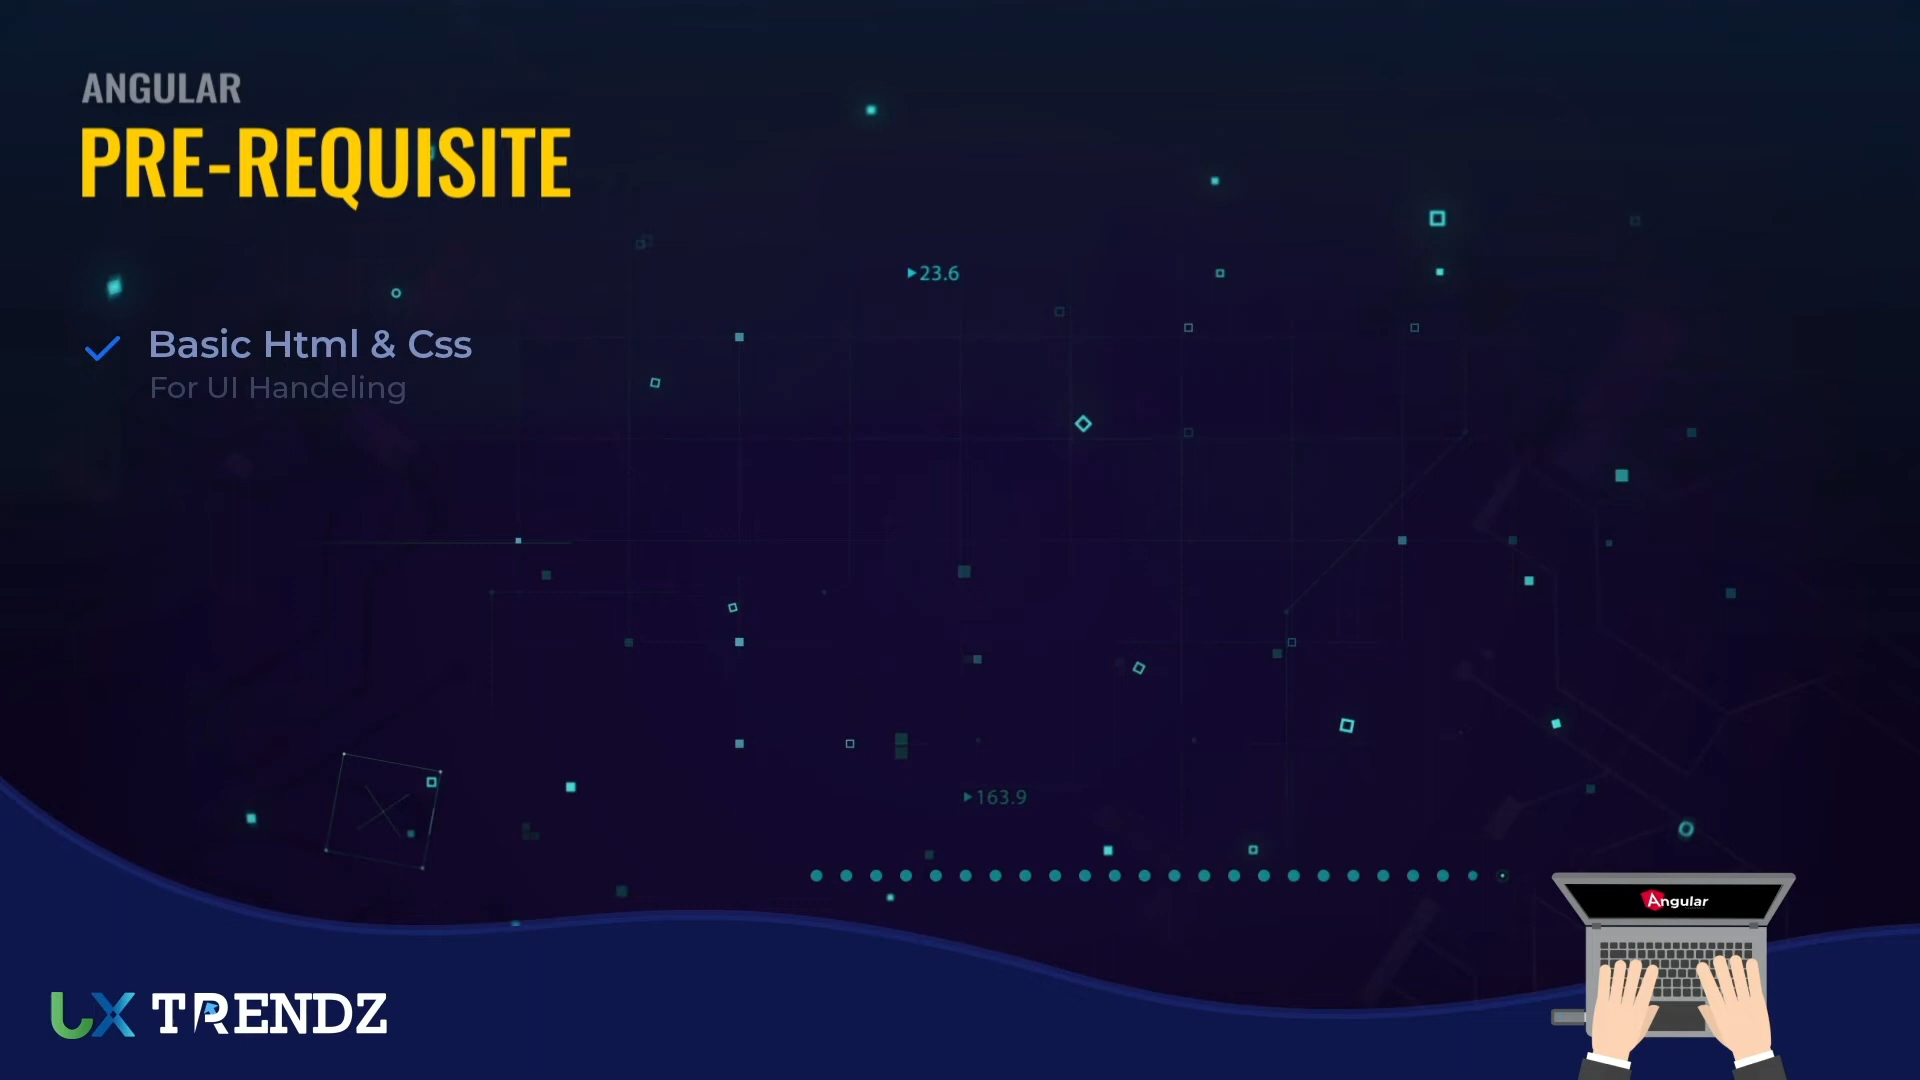 ANGULAR
PRE-REQUISITE
23.6
Basic Html & Css
For UI Handeling
163.9
Angular
UX TRENDZ